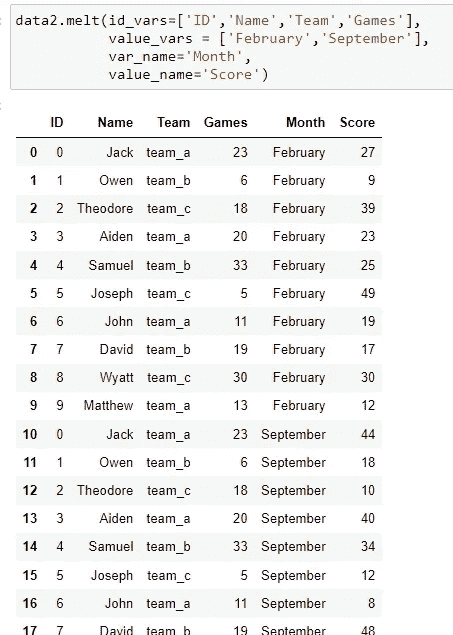 data2.melt(id_vars=['ID','Name','Team','Games'],
value_vars = ['February','September'],
var_name='Month',
value_name='Score')
ID Name Team Games Month Score
0 0 Jack team_a 23 February 27
1 1 Owen team_b 6 February 9
2 2 Theodore team_c 18 February 39
3 3 Aiden team_a 20 February 23
4 4 Samuel team_b 33 February 25
5 5 Joseph team_c 5 February 49
6 6 John team_a 11 February 19
7 7 David team_b 19 February 17
8 8 Wyatt team_c 30 February 30
9 9 Matthew team_a 13 February 12
10 0 Jack team_a 23 September 44
11 1 Owen team_b 6 September 18
12 2 Theodore team_c 18 September 10
13 3 Aiden team_a 20 September 40
14 4 Samuel team_b 33 September 34
15 5 Joseph team_c 5 September 12
16 6 John team_a 11 September 8
17 7 David team_b 19 September 48